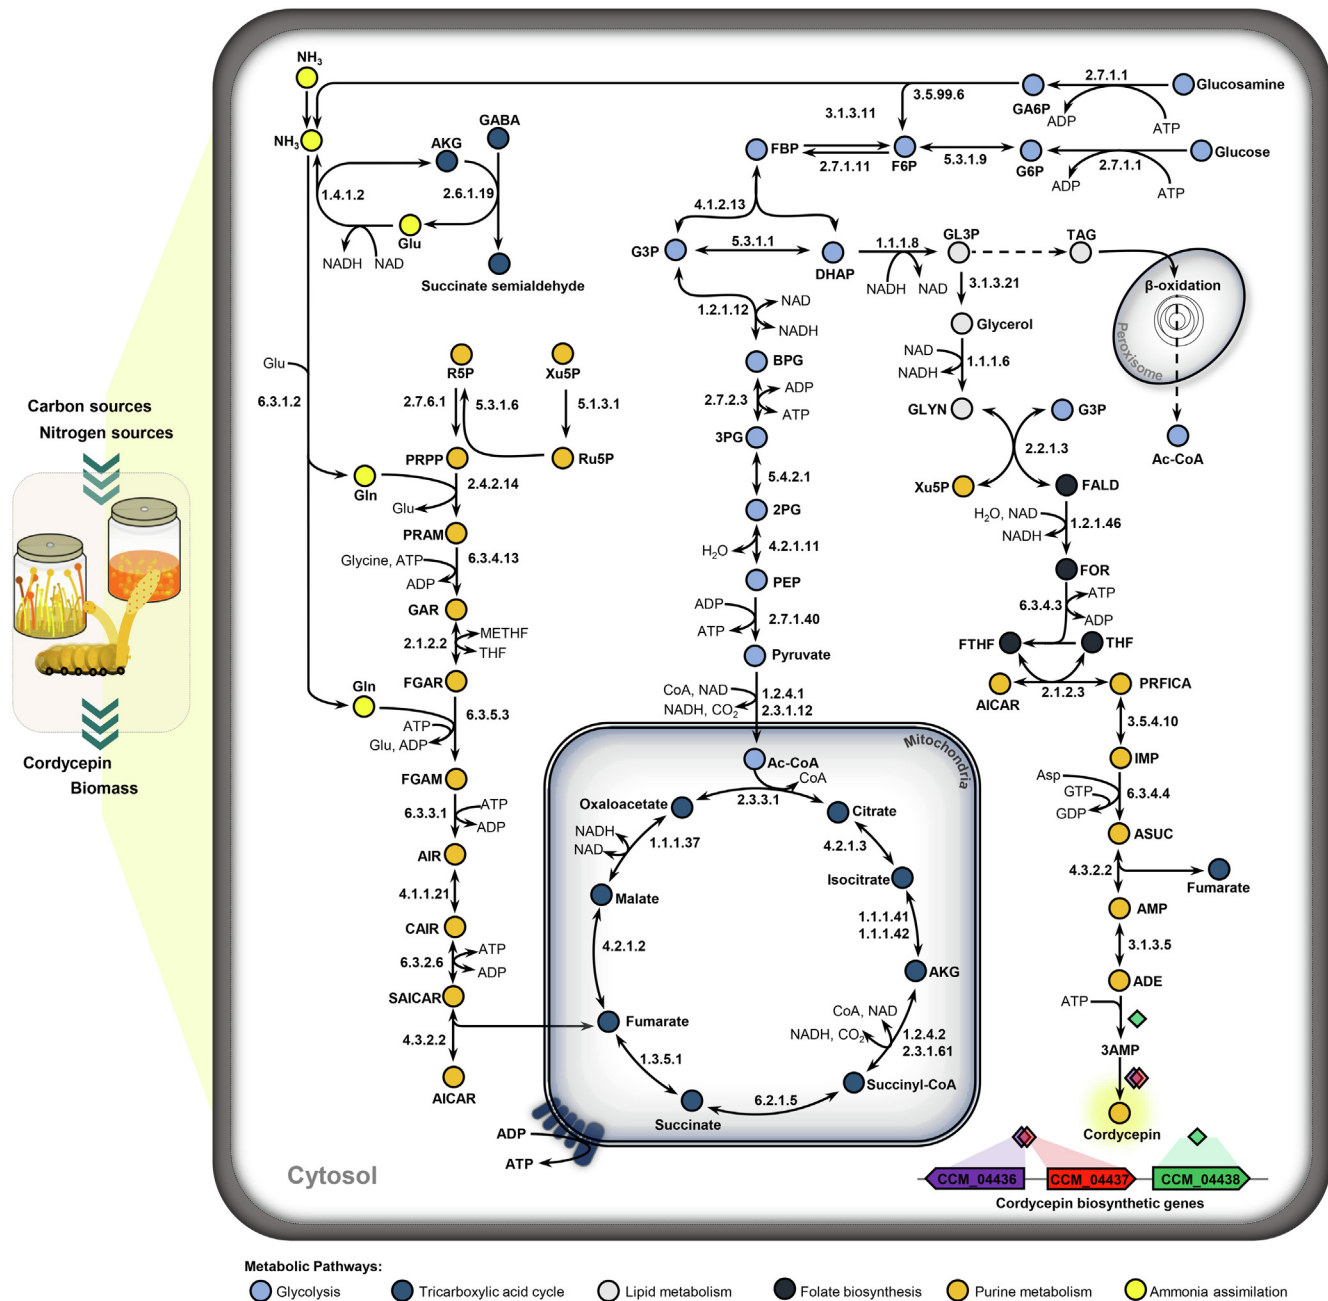 Carbon sources
Nitrogen sources
Cordycepin
Biomass
NH3
NH3
GABA
AKG
1.4.1.2
2.6.1.19
Glu
NADH
NAD
Succinate semialdehyde
Glu
6.3.1.2
R5P
Xu5P
2.7.6.1
5.3.1.6
5.1.3.1
PRPP
Ru5P
Gln
2.4.2.14
Glu
PRAM
Glycine, ATP
6.3.4.13
ADP
GAR
METHF
2.1.2.2
THF
FGAR
Gln
6.3.5.3
ATP
Glu, ADP
FGAM
ATP
6.3.3.1
ADP
AIR
4.1.1.21
CAIR
ATP
6.3.2.6
ADP
SAICAR
4.3.2.2
AICAR
2.7.1.1
Glucosamine
GA6P
ADP
ATP
3.5.99.6
3.1.3.11
FBP
F6P
2.7.1.11
5.3.1.9
G6P
2.7.1.1
Glucose
ADP
ATP
4.1.2.13
G3P
5.3.1.1
DHAP
1.1.1.8
NADH
NAD
GL3P
TAG
3.1.3.21
β-oxidation
Peroxisome
Ac-CoA
Glycerol
NAD
1.1.1.6
NADH
GLYN
G3P
2.2.1.3
Xu5P
FALD
H2O, NAD
1.2.1.46
NADH
FOR
ATP
6.3.4.3
ADP
FTHF
THF
2.1.2.3
AICAR
PRFICA
3.5.4.10
IMP
Asp
GTP
6.3.4.4
GDP
ASUC
4.3.2.2
Fumarate
AMP
3.1.3.5
ADE
ATP
3AMP
Cordycepin
1.2.1.12
NAD
NADH
BPG
ADP
2.7.2.3
ATP
3PG
5.4.2.1
2PG
H2O
4.2.1.11
PEP
ADP
2.7.1.40
ATP
Pyruvate
CoA, NAD
1.2.4.1
NADH, CO2
2.3.1.12
Mitochondria
Ac-CoA
CoA
2.3.3.1
Oxaloacetate
Citrate
NADH
NAD
1.1.1.37
4.2.1.3
Isocitrate
Malate
1.1.1.41
1.1.1.42
4.2.1.2
AKG
CoA, NAD
NADH, CO2
1.2.4.2
2.3.1.61
Fumarate
1.3.5.1
Succinyl-CoA
6.2.1.5
Succinate
ADP
ATP
Cytosol
CCM_04436
CCM_04437
CCM_04438
Cordycepin biosynthetic genes
Metabolic Pathways:
Glycolysis
Tricarboxylic acid cycle
Lipid metabolism
Folate biosynthesis
Purine metabolism
Ammonia assimilation